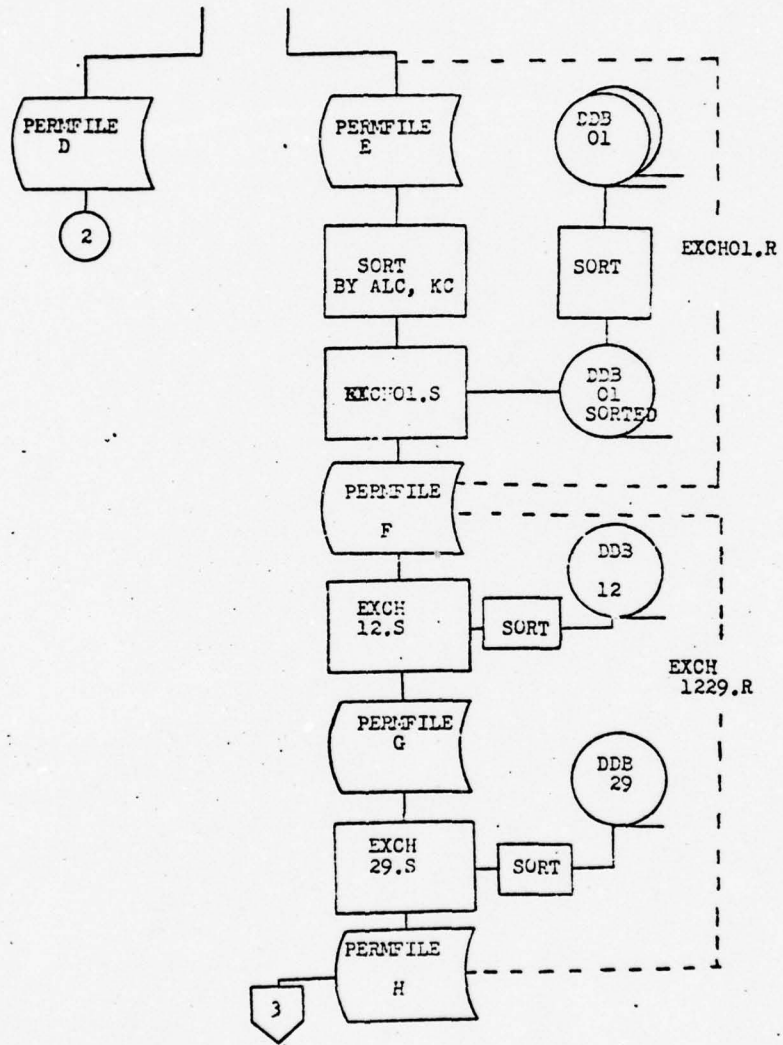 PERMFILE
D
2
PERMFILE
E
DDB
01
SORT
BY ALC, KC
SORT
EXCH01.R
EXCH01.S
DDB
01
SORTED
PERMFILE
F
DDB
12
EXCH
12.S
SORT
EXCH
1229.R
PERMFILE
G
DDB
29
EXCH
29.S
SORT
PERMFILE
H
3